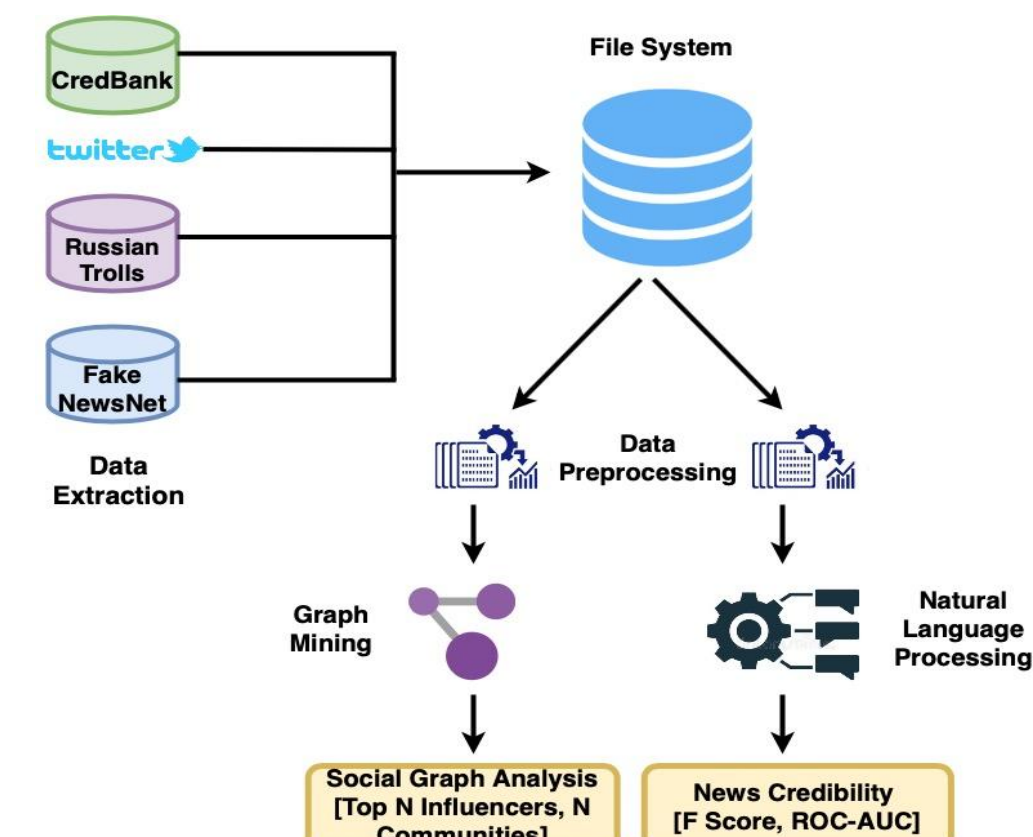 File System
CredBank
twitter
Russian
Trolls
Fake
NewsNet
Data
Extraction
Data
Preprocessing
Graph
Mining
Natural
Language
Processing
Social Graph Analysis
[Top N Influencers, N
Communities]
News Credibility
[F Score, ROC-AUC]